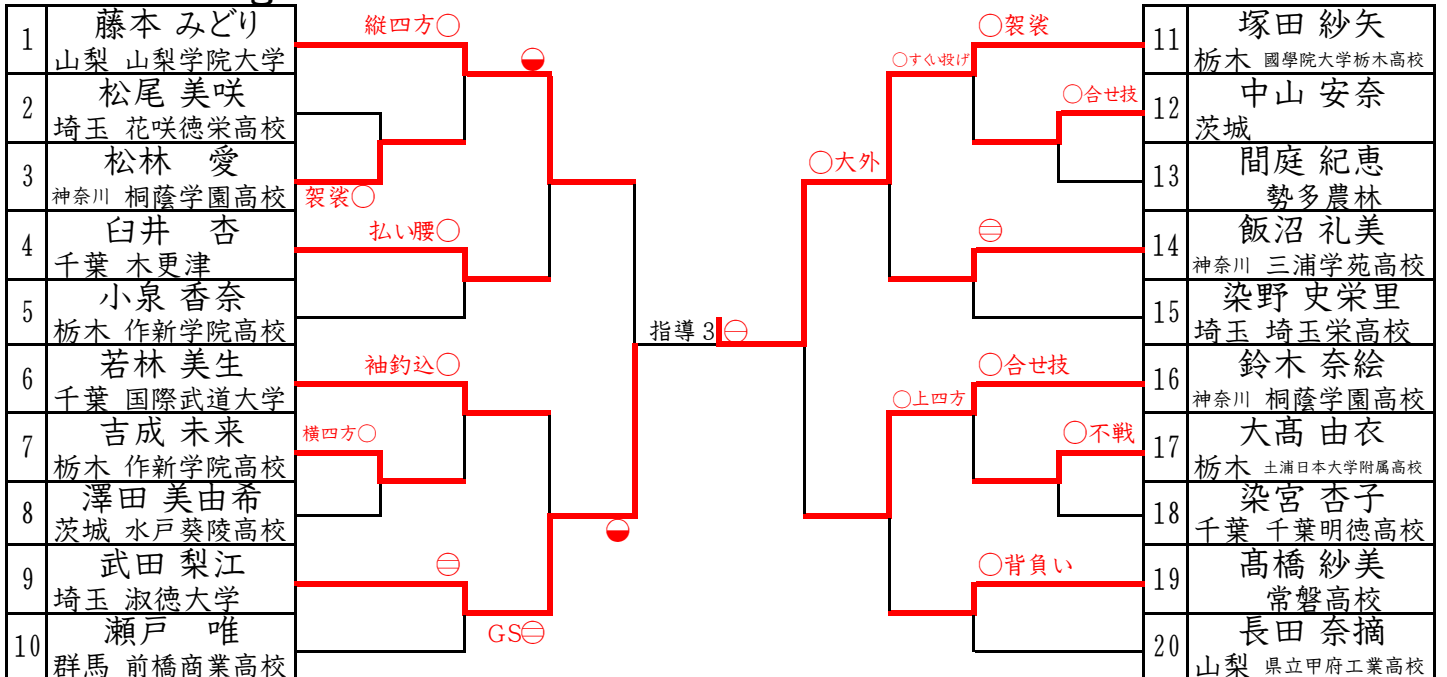 g
1
藤本 みどり
山梨 山梨学院大学
2
松尾 美咲
埼玉 花咲徳栄高校
3
松林 愛
神奈川 桐蔭学園高校
4
臼井 杏
千葉 木更津
5
小泉 香奈
栃木 作新学院高校
6
若林 美生
千葉 国際武道大学
7
吉成 未来
栃木 作新学院高校
8
澤田 美由希
茨城 水戸葵陵高校
9
武田 梨江
埼玉 淑徳大学
10
瀬戸 唯
群馬 前橋商業高校
縦四方○
袈裟○
払い腰○
袖釣込○
横四方○
GS
指導3
○大外
○すくい投げ
○上四方
○袈裟
○合せ技
○合せ技
○不戦
○背負い
11
塚田 紗矢
栃木 國學院大学栃木高校
12
中山 安奈
茨城
13
間庭 紀恵
勢多農林
14
飯沼 礼美
神奈川 三浦学苑高校
15
染野 史栄里
埼玉 埼玉栄高校
16
鈴木 奈絵
神奈川 桐蔭学園高校
17
大髙 由衣
栃木 土浦日本大学附属高校
18
染宮 杏子
千葉 千葉明徳高校
19
髙橋 紗美
常磐高校
20
長田 奈摘
山梨 県立甲府工業高校